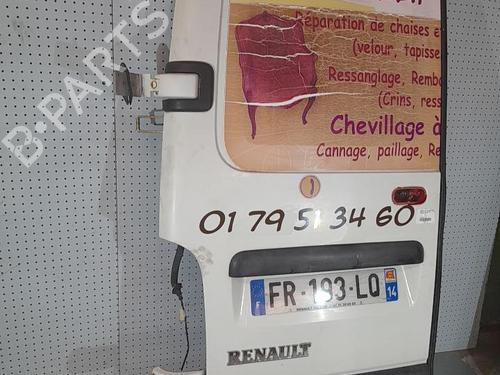 B-PARTS
Réparation de chaises et
(velour, tapisse
Ressanglage, Rembo
(Crins, ress
Chevillage à
Cannage, paillage, Re
01 79 51 34 60
FR-193-LQ
14
RENAULT